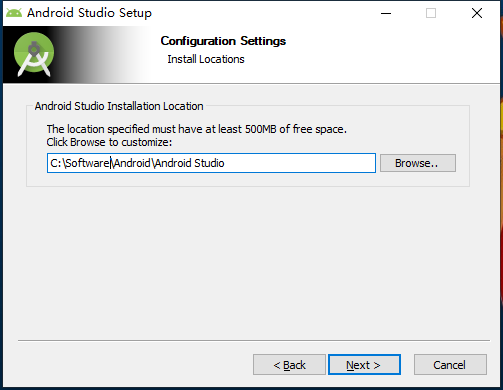 Android Studio Setup
Configuration Settings
Install Locations
Android Studio Installation Location
The location specified must have at least 500MB of free space.
Click Browse to customize:
C:\Software\Android\Android Studio
Browse..
< Back
Next >
Cancel